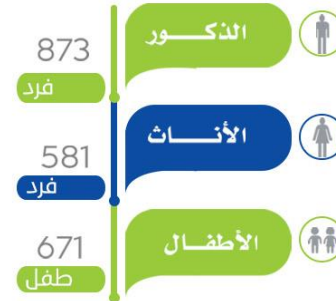 الذكور
873
فرد
الأناث
581
فرد
الأطفال
671
طفل